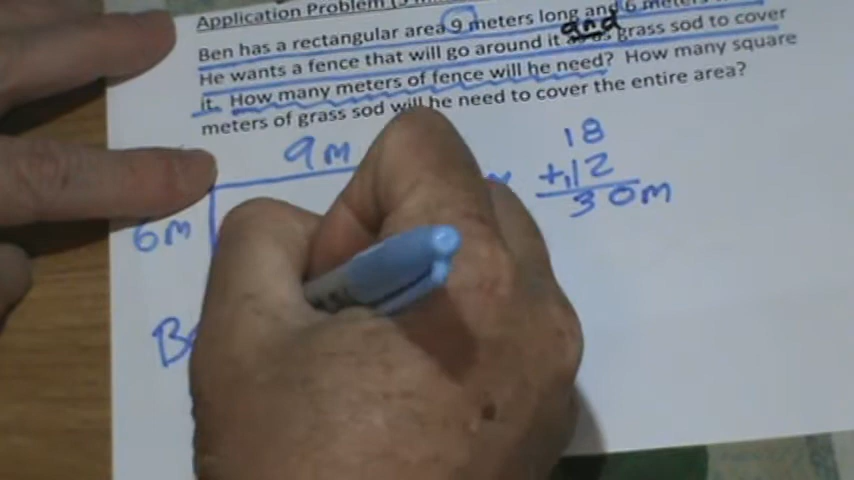 Application Problem (5
Ben has a rectangular area 9 meters long and 6 meters
He wants a fence that will go around it and grass sod to cover
it. How many meters of fence will he need? How many square
meters of grass sod will he need to cover the entire area?
9m
18
+12
30m
6m
B